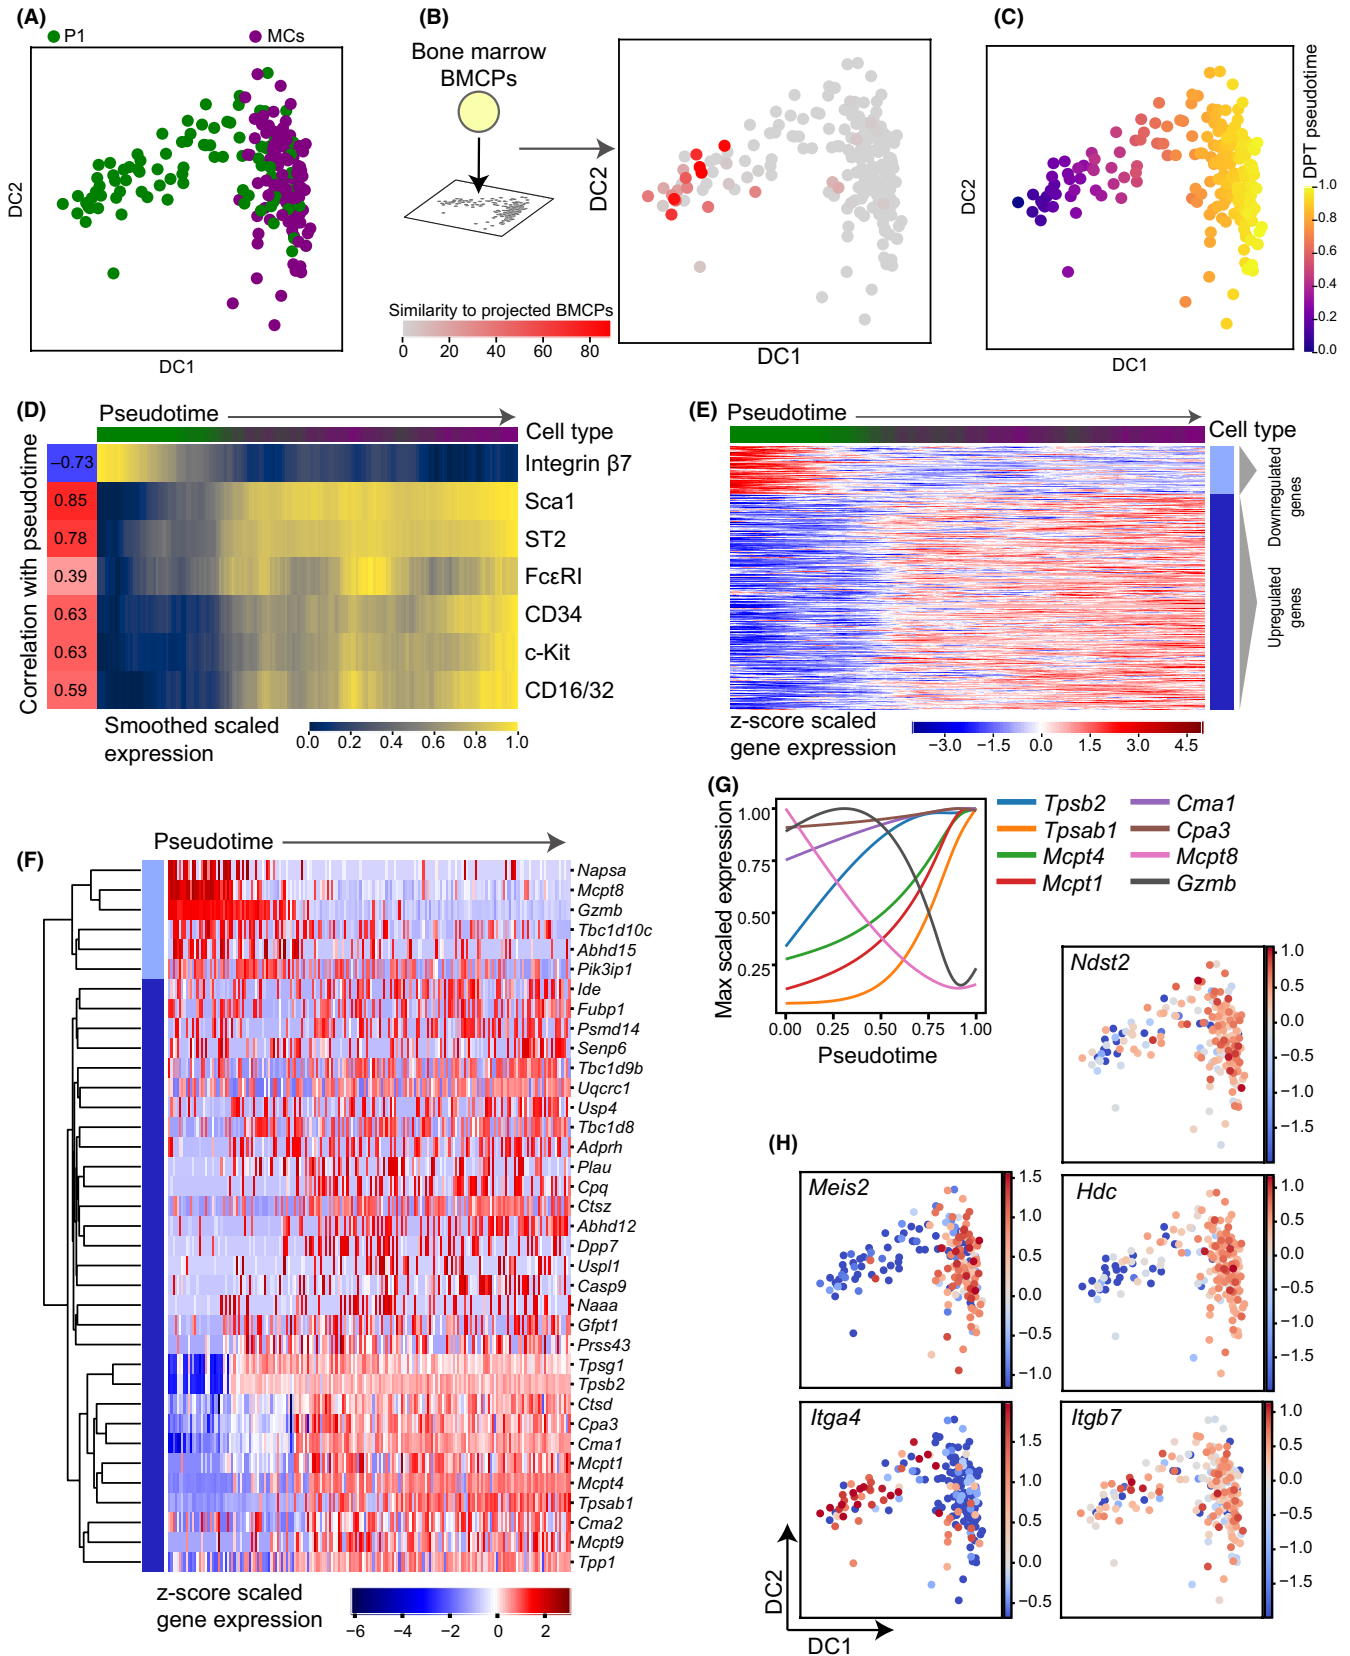 (A)
P1
MCs
DC2
DC1
(B)
Bone marrow
BMCPs
Similarity to projected BMCPs
0 20 40 60 80
DC2
DC1
(C)
DC2
DC1
DPT pseudotime
1.0
0.8
0.6
0.4
0.2
0.0
(D)
Pseudotime
Cell type
Correlation with pseudotime
−0.73 Integrin β7
0.85 Sca1
0.78 ST2
0.39 FcεRI
0.63 CD34
0.63 c-Kit
0.59 CD16/32
Smoothed scaled
expression
0.0 0.2 0.4 0.6 0.8 1.0
(E)
Pseudotime
Cell type
Downregulated
genes
Upregulated
genes
z-score scaled
gene expression
−3.0 −1.5 0.0 1.5 3.0 4.5
(F)
Pseudotime
Napsa
Mcpt8
Gzmb
Tbc1d10c
Abhd15
Pik3ip1
Ide
Fubp1
Psmd14
Senp6
Tbc1d9b
Uqcrc1
Usp4
Tbc1d8
Adprh
Plau
Cpq
Ctsz
Abhd12
Dpp7
Uspl1
Casp9
Naaa
Gfpt1
Prss43
Tpsg1
Tpsb2
Ctsd
Cpa3
Cma1
Mcpt1
Mcpt4
Tpsab1
Cma2
Mcpt9
Tpp1
z-score scaled
gene expression
−6 −4 −2 0 2
(G)
Max scaled expression
1.00
0.75
0.50
0.25
0.00 0.25 0.50 0.75 1.00
Pseudotime
Tpsb2
Tpsab1
Mcpt4
Mcpt1
Cma1
Cpa3
Mcpt8
Gzmb
(H)
Ndst2
1.0
0.5
0.0
−0.5
−1.0
−1.5
Meis2
1.5
1.0
0.5
0.0
−0.5
−1.0
Hdc
1.0
0.5
0.0
−0.5
−1.0
−1.5
Itga4
1.5
1.0
0.5
0.0
−0.5
Itgb7
1.0
0.5
0.0
−0.5
−1.0
−1.5
DC2
DC1